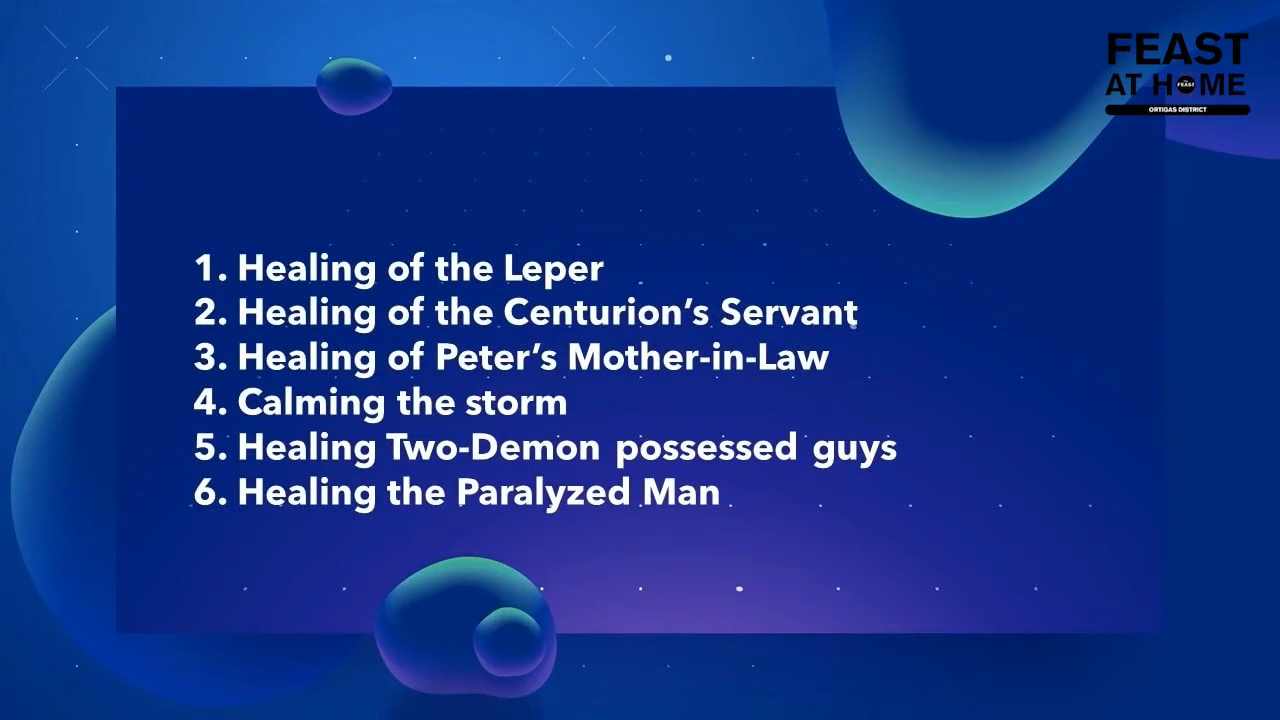 FEAST
AT HOME
THE FEAST
ORTIGAS DISTRICT
1. Healing of the Leper
2. Healing of the Centurion’s Servant
3. Healing of Peter’s Mother-in-Law
4. Calming the storm
5. Healing Two-Demon possessed guys
6. Healing the Paralyzed Man